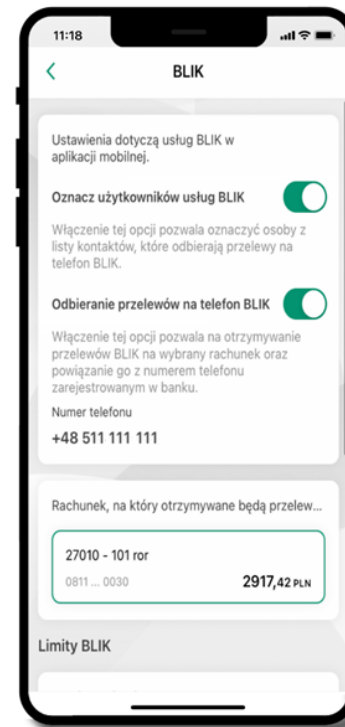 11:18
BLIK
Ustawienia dotyczą usług BLIK w
aplikacji mobilnej.
Oznacz użytkowników usług BLIK
Włączenie tej opcji pozwala oznaczyć osoby z
listy kontaktów, które odbierają przelewy na
telefon BLIK.
Odbieranie przelewów na telefon BLIK
Włączenie tej opcji pozwala na otrzymywanie
przelewów BLIK na wybrany rachunek oraz
powiązanie go z numerem telefonu
zarejestrowanym w banku.
Numer telefonu
+48 511 111 111
Rachunek, na który otrzymywane będą przelew...
27010 - 101 ror
0811 ... 0030 2917,42 PLN
Limity BLIK